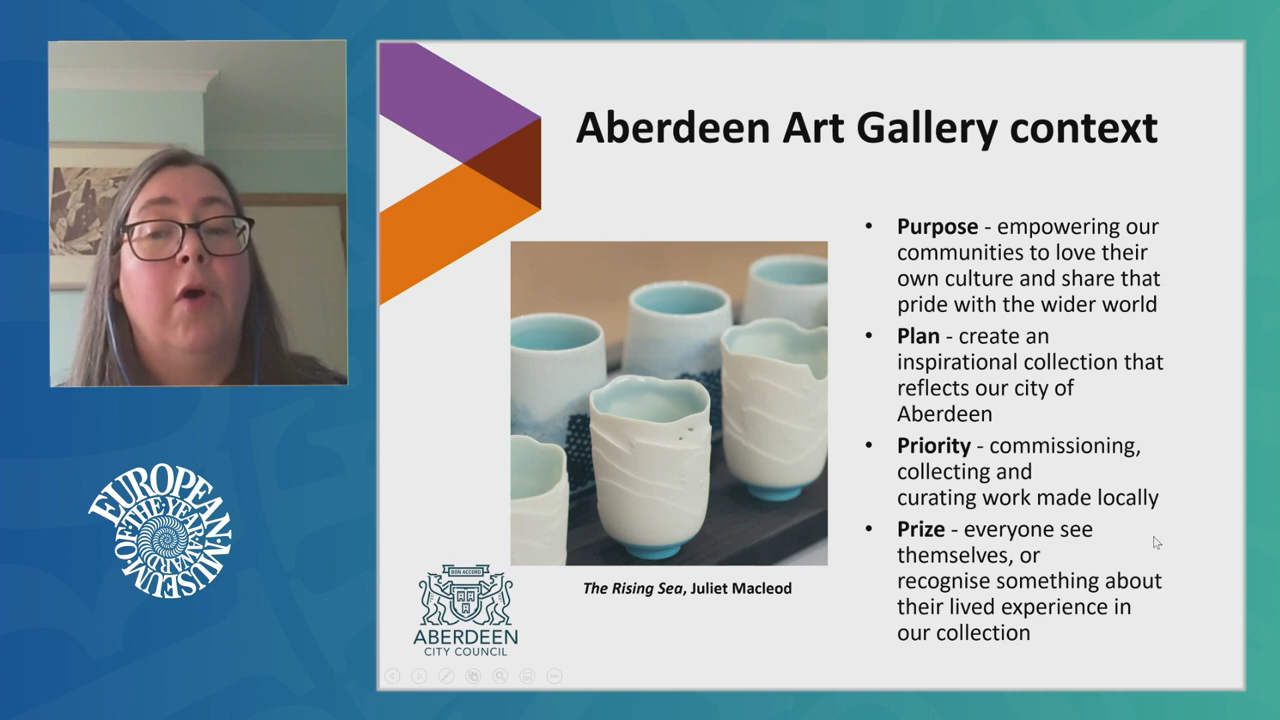 EUROPEAN MUSEUM
OF THE YEAR AWARD
Aberdeen Art Gallery context
• Purpose - empowering our
communities to love their
own culture and share that
pride with the wider world
• Plan - create an
inspirational collection that
reflects our city of
Aberdeen
• Priority - commissioning,
collecting and
curating work made locally
• Prize - everyone see
themselves, or
recognise something about
their lived experience in
our collection
The Rising Sea, Juliet Macleod
BON ACCORD
ABERDEEN
CITY COUNCIL